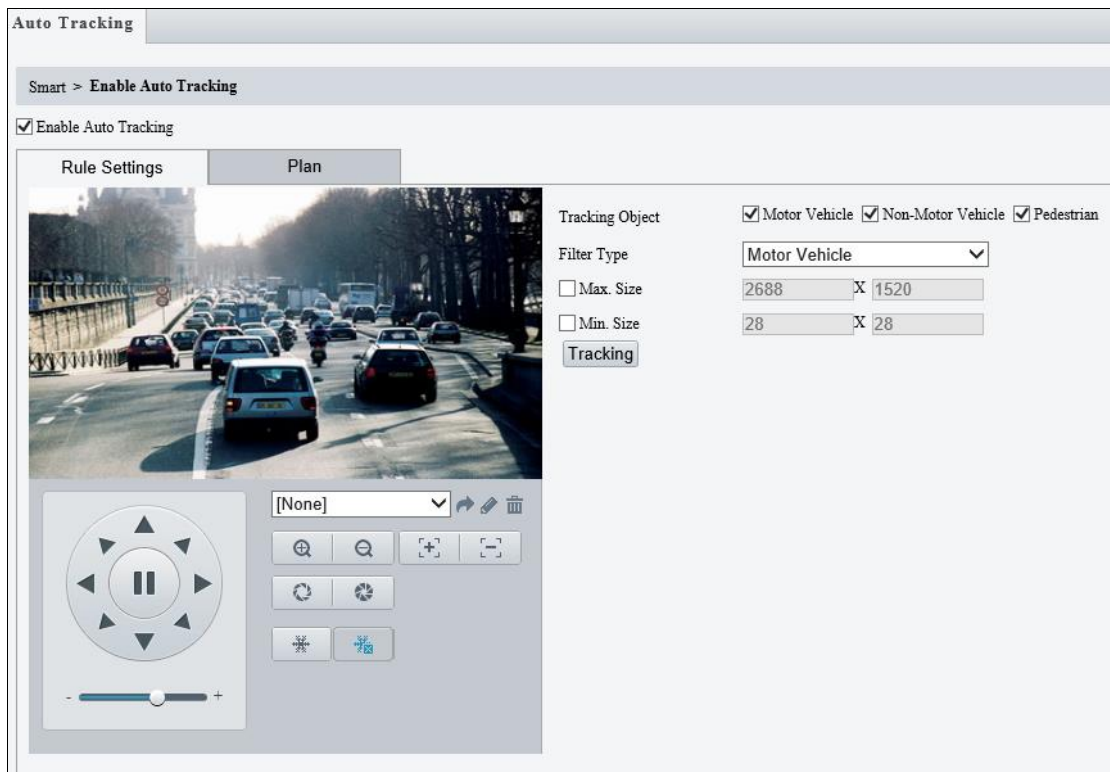 Auto Tracking
Smart > Enable Auto Tracking
Enable Auto Tracking
Rule Settings
Plan
Tracking Object
Motor Vehicle
Non-Motor Vehicle
Pedestrian
Filter Type
Motor Vehicle
Max. Size
2688 X 1520
Min. Size
28 X 28
Tracking
[None]
- +